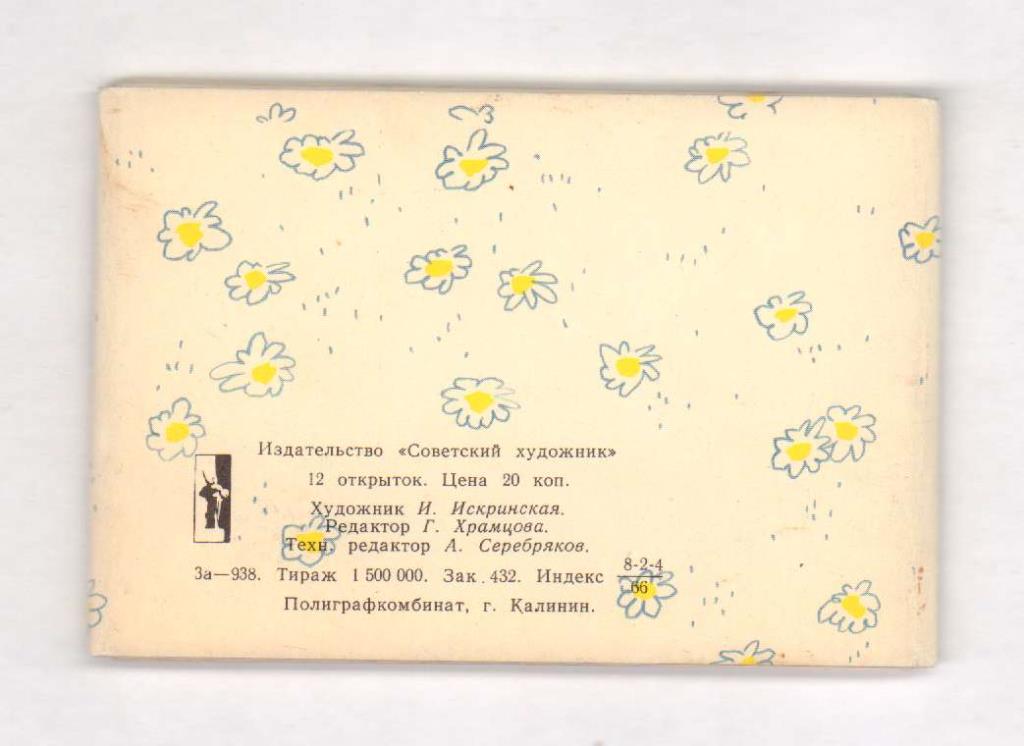 Издательство «Советский художник»
12 открыток. Цена 20 коп.
Художник И. Искринская.
Редактор Г. Храмцова.
Техн. редактор А. Серебряков.
За—938. Тираж 1 500 000. Зак. 432. Индекс 8-2-4
66
Полиграфкомбинат, г. Калинин.